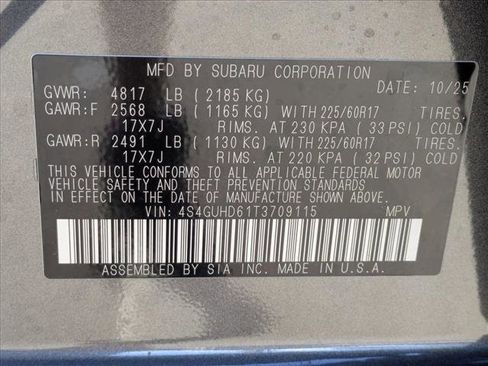 MFD BY SUBARU CORPORATION
GVWR: 4817 LB (2185 KG) DATE: 10/25
GAWR:F 2568 LB (1165 KG) WITH 225/60R17 TIRES,
17X7J RIMS, AT 230 KPA (33 PSI) COLD
GAWR:R 2491 LB (1130 KG) WITH 225/60R17 TIRES,
17X7J RIMS, AT 220 KPA (32 PSI) COLD
THIS VEHICLE CONFORMS TO ALL APPLICABLE FEDERAL MOTOR
VEHICLE SAFETY AND THEFT PREVENTION STANDARDS
IN EFFECT ON THE DATE OF MANUFACTURE SHOWN ABOVE.
VIN: 4S4GUHD61T3709115 MPV
ASSEMBLED BY SIA INC. MADE IN U.S.A.